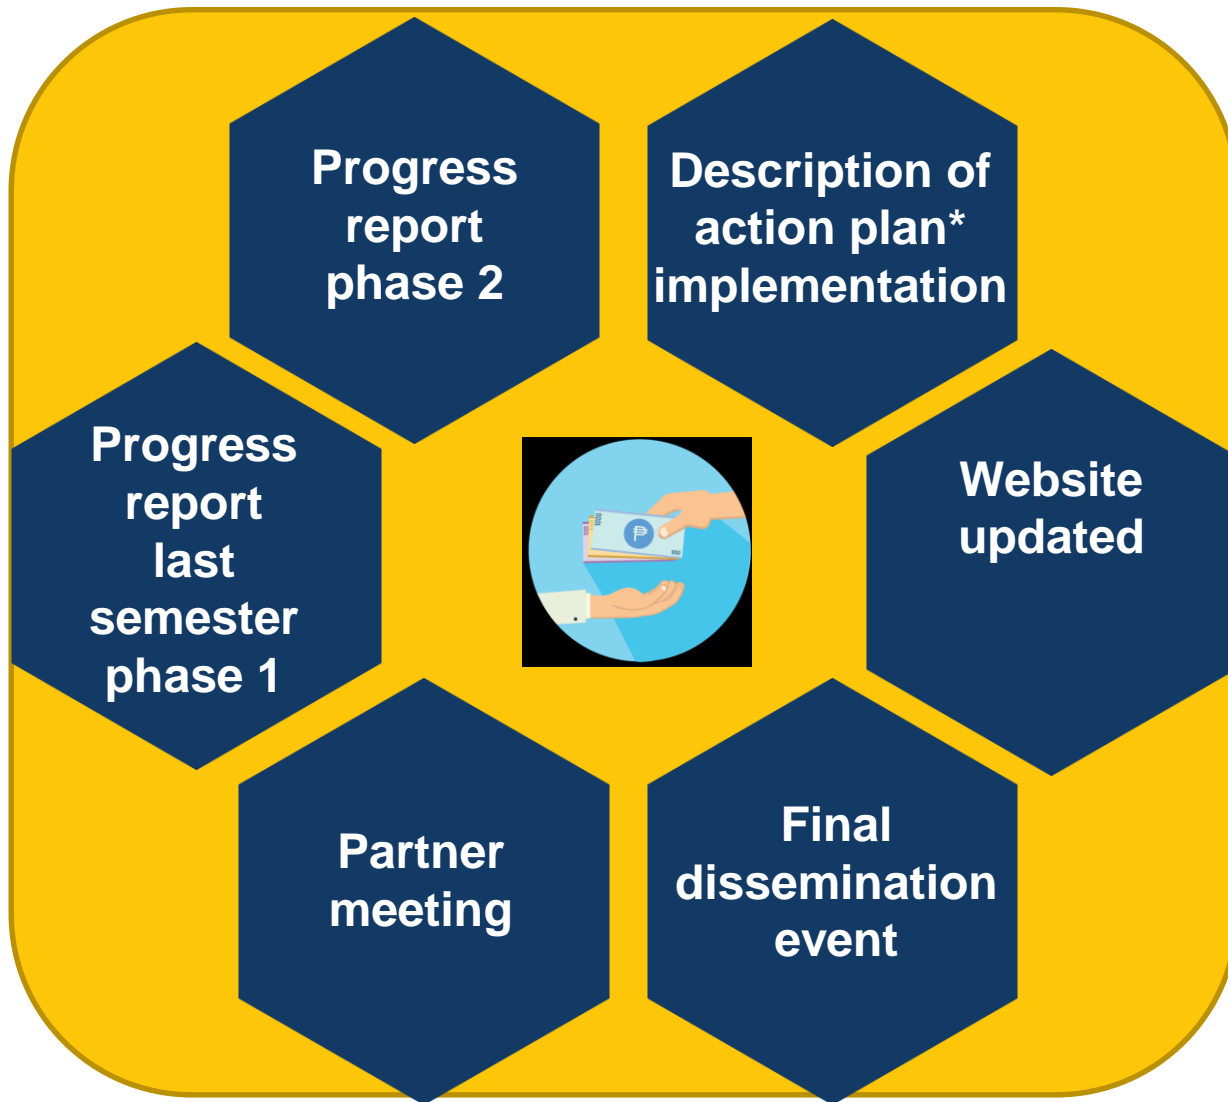 Progress
report
phase 2
Description of
action plan*
implementation
Progress
report
last
semester
phase 1
1000
Website
updated
Partner
meeting
Final
dissemination
event